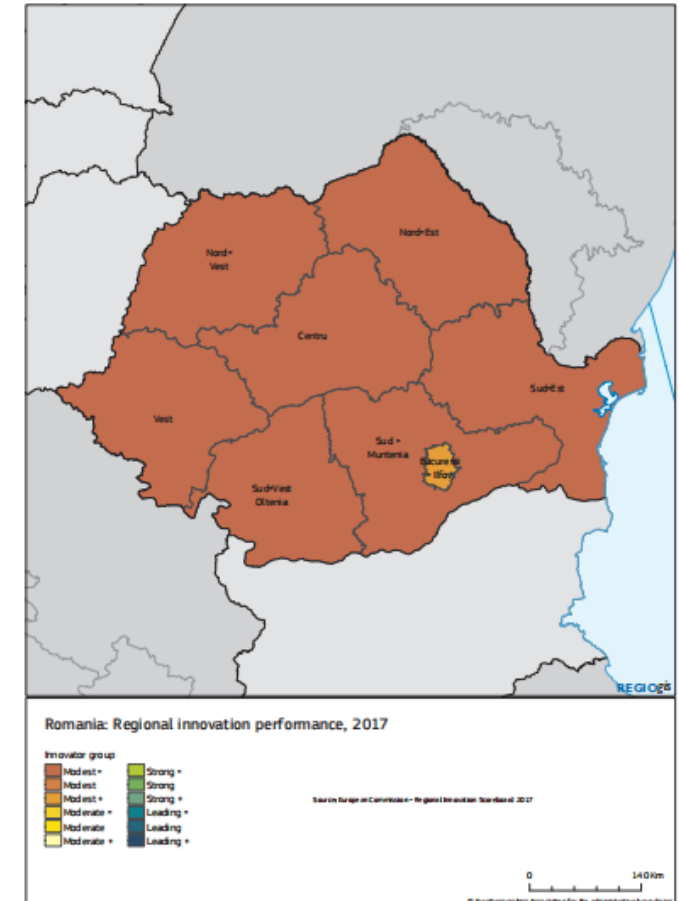 Nord-Est
Nord-
Vest
Centru
Sud-Est
Vest
Sud -
Muntenia
- Ilfov
Sud-Vest
Oltenia
REGIOgis
Romania: Regional innovation performance, 2017
Innovator group
Modest -
Strong -
Modest
Strong
Modest +
Strong +
Moderate -
Leading -
Moderate
Leading
Moderate +
Leading +
Source: European Commission - Regional Innovation Scoreboard 2017
0
140 Km